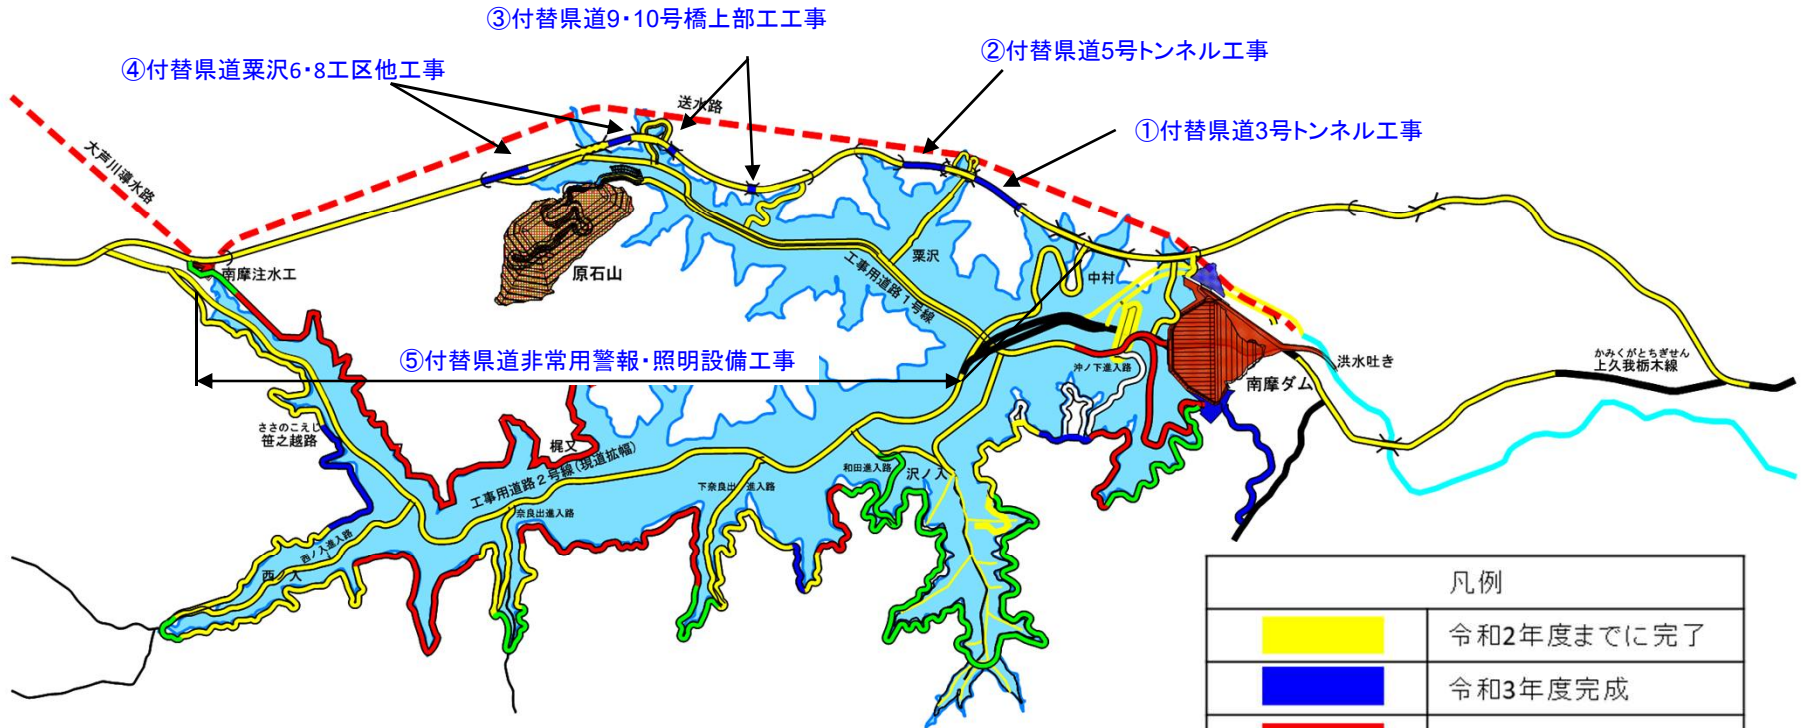 ③付替県道9・10号橋上部工工事
②付替県道5号トンネル工事
④付替県道粟沢6・8工区他工事
送水路
①付替県道3号トンネル工事
大芦川導水路
南摩注水工
原石山
粟沢
中村
工事用道路1号線
⑤付替県道非常用警報・照明設備工事
沖ノ下進入路
洪水吐き
かみくがとちぎせん
上久我栃木線
南摩ダム
ささのこえじ
笹之越路
梶又
工事用道路2号線(現道拡幅)
和田進入路
沢ノ入
下奈良出進入路
奈良出進入路
西ノ入進入路
西ノ入
凡例
令和2年度までに完了
令和3年度完成